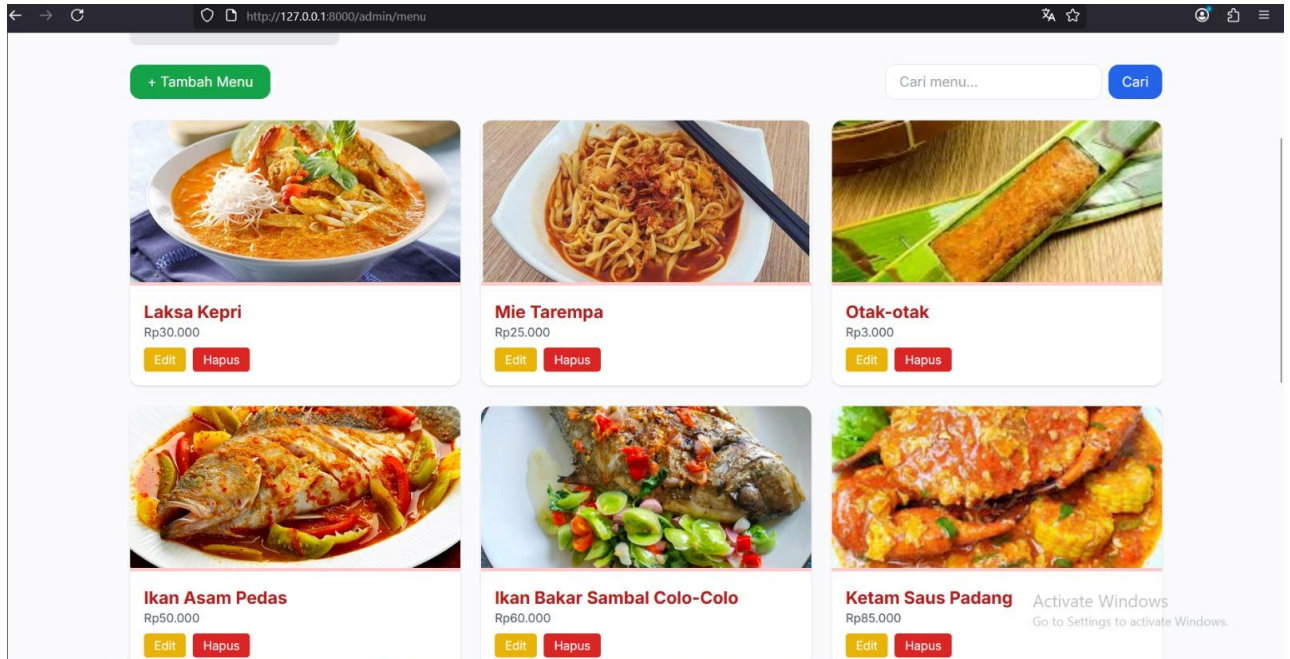 http://127.0.0.1:8000/admin/menu
+ Tambah Menu
Cari menu...
Cari
Laksa Kepri
Rp30.000
Edit
Hapus
Mie Tarempa
Rp25.000
Edit
Hapus
Otak-otak
Rp3.000
Edit
Hapus
Ikan Asam Pedas
Rp50.000
Edit
Hapus
Ikan Bakar Sambal Colo-Colo
Rp60.000
Edit
Hapus
Ketam Saus Padang
Rp85.000
Edit
Hapus
Activate Windows
Go to Settings to activate Windows.